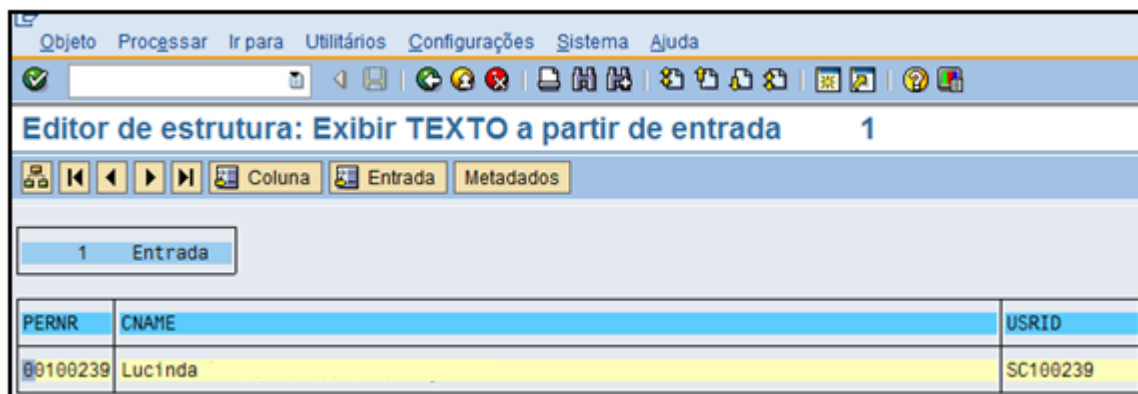 Objeto Processar Ir para Utilitários Configurações Sistema Ajuda
Editor de estrutura: Exibir TEXTO a partir de entrada 1
Coluna Entrada Metadados
1 Entrada
PERNR CNAME USRID
00100239 Lucinda SC100239